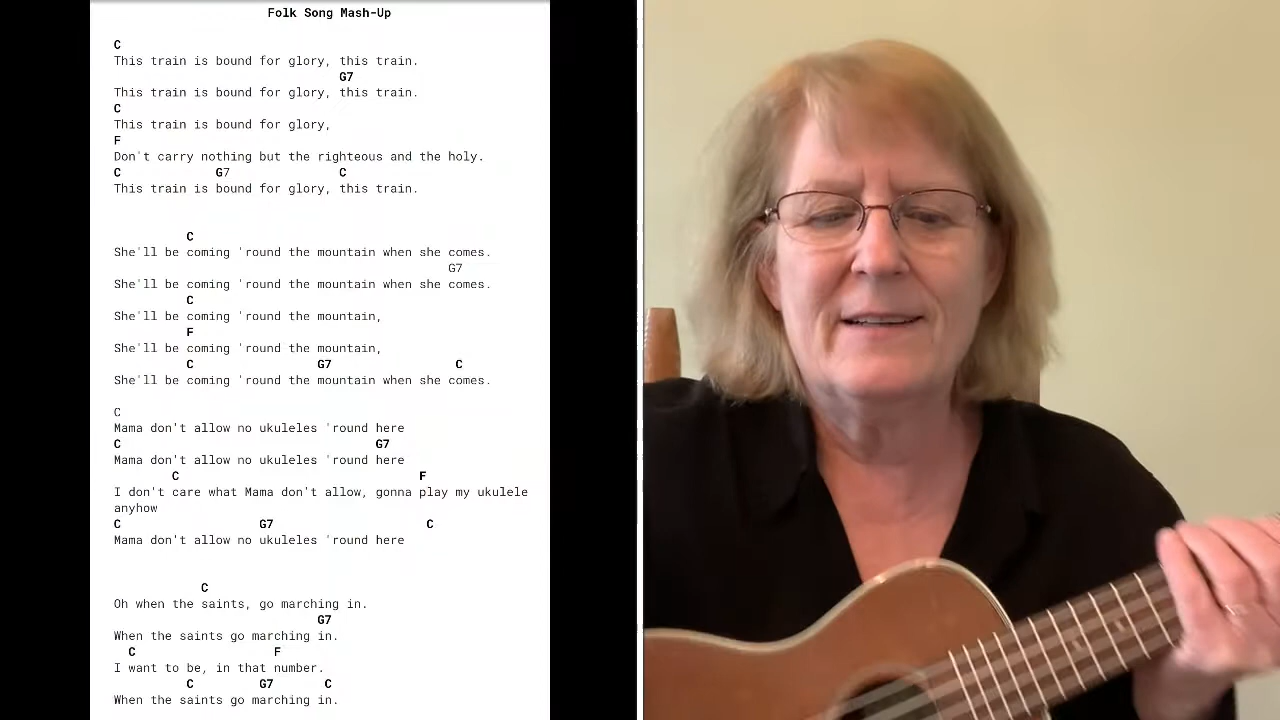 Folk Song Mash-Up
C
This train is bound for glory, this train.
G7
This train is bound for glory, this train.
C
This train is bound for glory,
F
Don't carry nothing but the righteous and the holy.
C G7 C
This train is bound for glory, this train.
C
She'll be coming 'round the mountain when she comes.
G7
She'll be coming 'round the mountain when she comes.
C
She'll be coming 'round the mountain,
F
She'll be coming 'round the mountain,
C G7 C
She'll be coming 'round the mountain when she comes.
C
Mama don't allow no ukuleles 'round here
C G7
Mama don't allow no ukuleles 'round here
C F
I don't care what Mama don't allow, gonna play my ukulele
anyhow
C G7 C
Mama don't allow no ukuleles 'round here
C
Oh when the saints, go marching in.
G7
When the saints go marching in.
C F
I want to be, in that number.
C G7 C
When the saints go marching in.